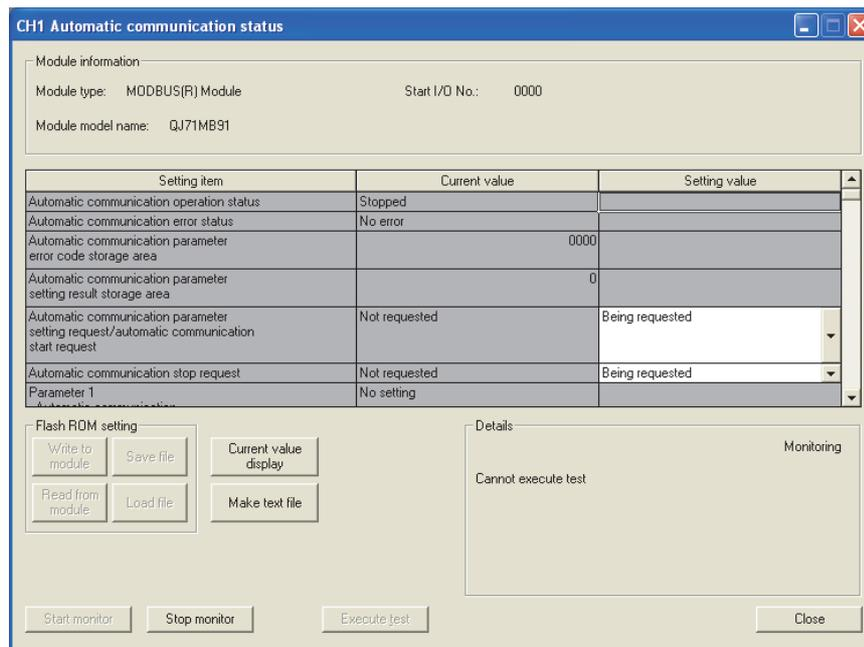 CH1 Automatic communication status
Module information
Module type: MODBUS(R) Module Start I/O No.: 0000
Module model name: QJ71MB91
Setting item Current value Setting value
Automatic communication operation status Stopped
Automatic communication error status No error
Automatic communication parameter 0000
error code storage area
Automatic communication parameter 0
setting result storage area
Automatic communication parameter Not requested Being requested
setting request/automatic communication
start request
Automatic communication stop request Not requested Being requested
Parameter 1 No setting
Flash ROM setting
Write to
module
Save file
Current value
display
Read from
module
Load file
Make text file
Details
Monitoring
Cannot execute test
Start monitor Stop monitor Execute test Close